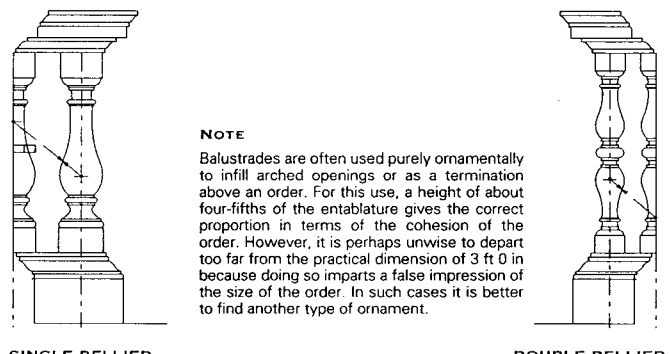 NOTE
Balustrades are often used purely ornamentally
to infill arched openings or as a termination
above an order. For this use, a height of about
four-fifths of the entablature gives the correct
proportion in terms of the cohesion of the
order. However, it is perhaps unwise to depart
too far from the practical dimension of 3 ft 0 in
because doing so imparts a false impression of
the size of the order. In such cases it is better
to find another type of ornament.
SINGLE BELLIED
DOUBLE BELLIED